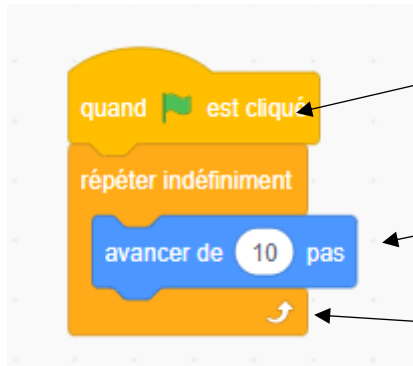 quand est cliqué
répéter indéfiniment
avancer de 10 pas